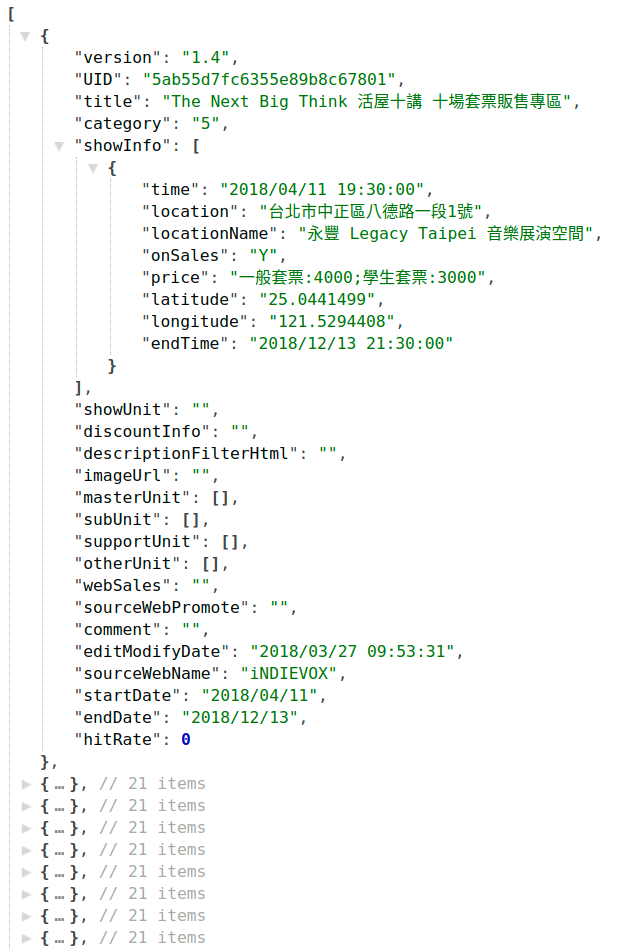 [
{
"version": "1.4",
"UID": "5ab55d7fc6355e89b8c67801",
"title": "The Next Big Think 活屋十講 十場套票販售專區",
"category": "5",
"showInfo": [
{
"time": "2018/04/11 19:30:00",
"location": "台北市中正區八德路一段1號",
"locationName": "永豐 Legacy Taipei 音樂展演空間",
"onSales": "Y",
"price": "一般套票:4000;學生套票:3000",
"latitude": "25.0441499",
"longitude": "121.5294408",
"endTime": "2018/12/13 21:30:00"
}
],
"showUnit": "",
"discountInfo": "",
"descriptionFilterHtml": "",
"imageUrl": "",
"masterUnit": [],
"subUnit": [],
"supportUnit": [],
"otherUnit": [],
"webSales": "",
"sourceWebPromote": "",
"comment": "",
"editModifyDate": "2018/03/27 09:53:31",
"sourceWebName": "iNDIEVOX",
"startDate": "2018/04/11",
"endDate": "2018/12/13",
"hitRate": 0
},
{ … }, // 21 items
{ … }, // 21 items
{ … }, // 21 items
{ … }, // 21 items
{ … }, // 21 items
{ … }, // 21 items
{ … }, // 21 items
{ … }, // 21 items